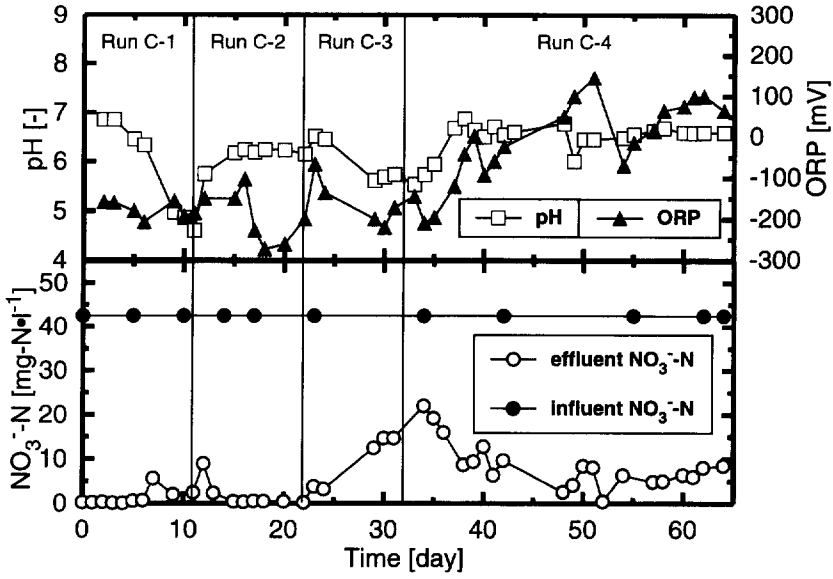 Run C-1 Run C-2 Run C-3 Run C-4
pH [-]
9
8
7
6
5
4
ORP [mV]
300
200
100
0
-100
-200
-300
pH ORP
NO3--N [mg-N•l-1]
50
40
30
20
10
0
effluent NO3--N
influent NO3--N
0 10 20 30 40 50 60
Time [day]